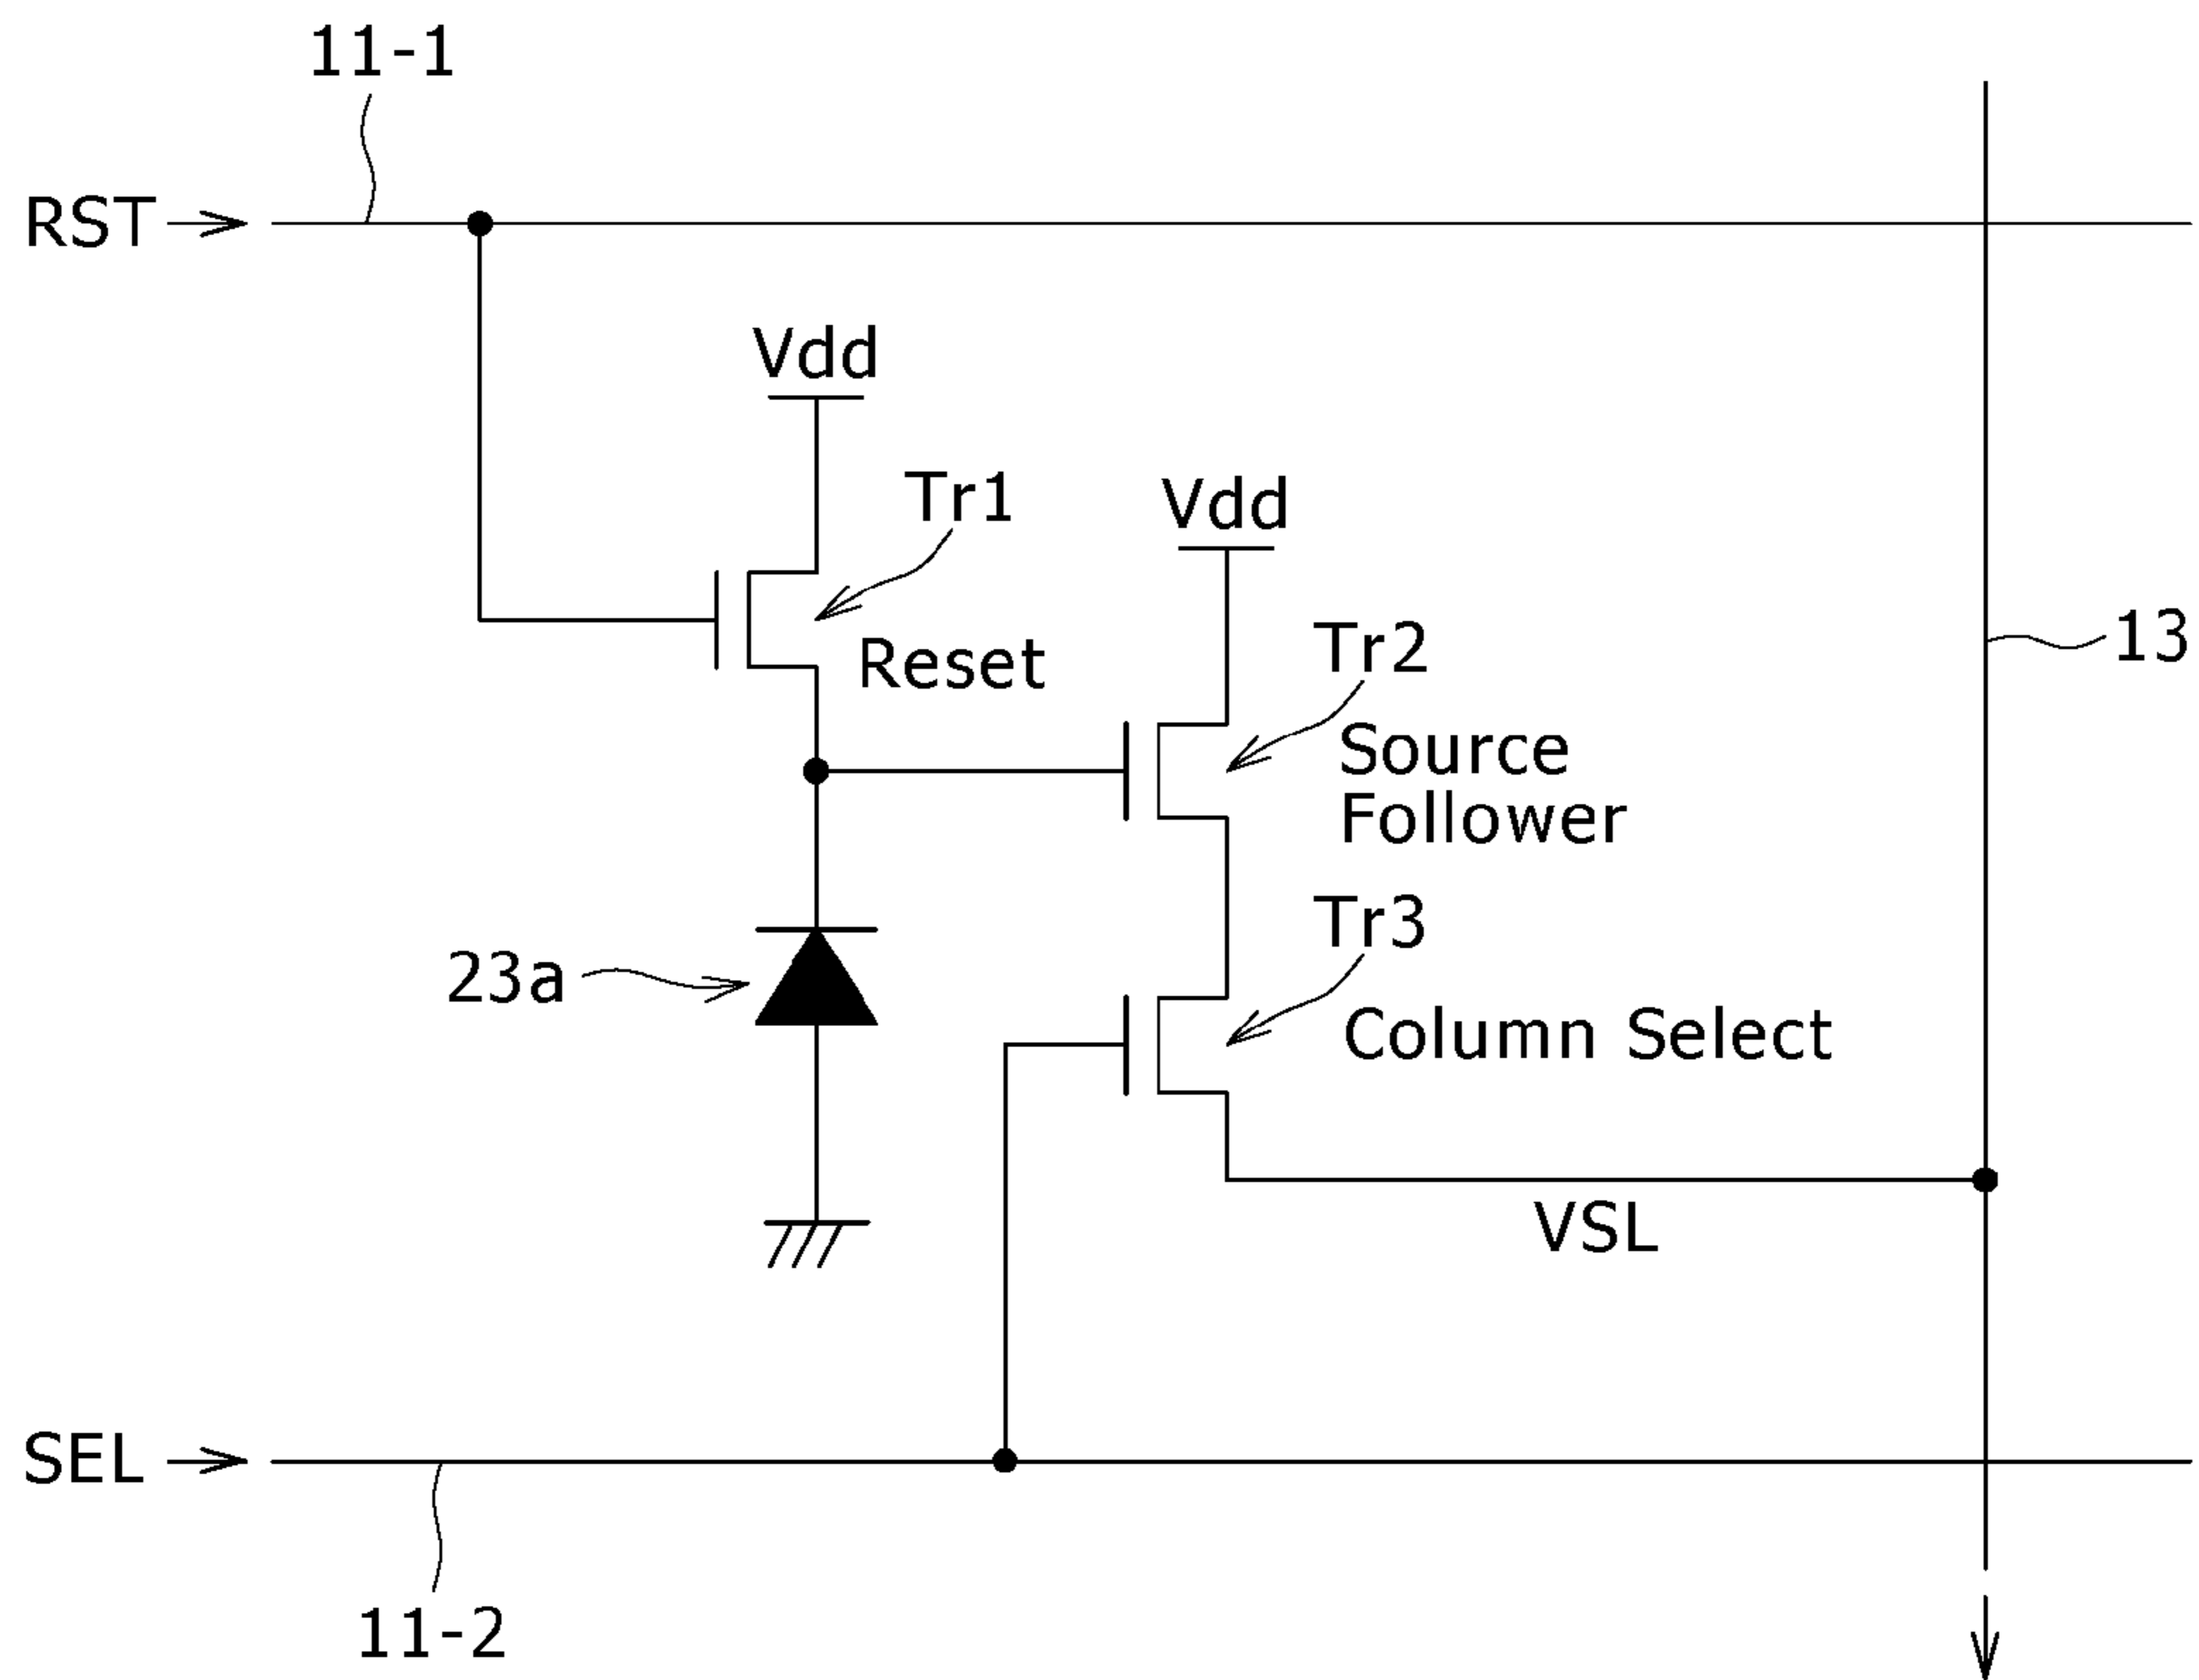 11-1
RST
Vdd
Tr1
Vdd
Reset
Tr2
13
Source
Follower
Tr3
23a
Column Select
VSL
SEL
11-2